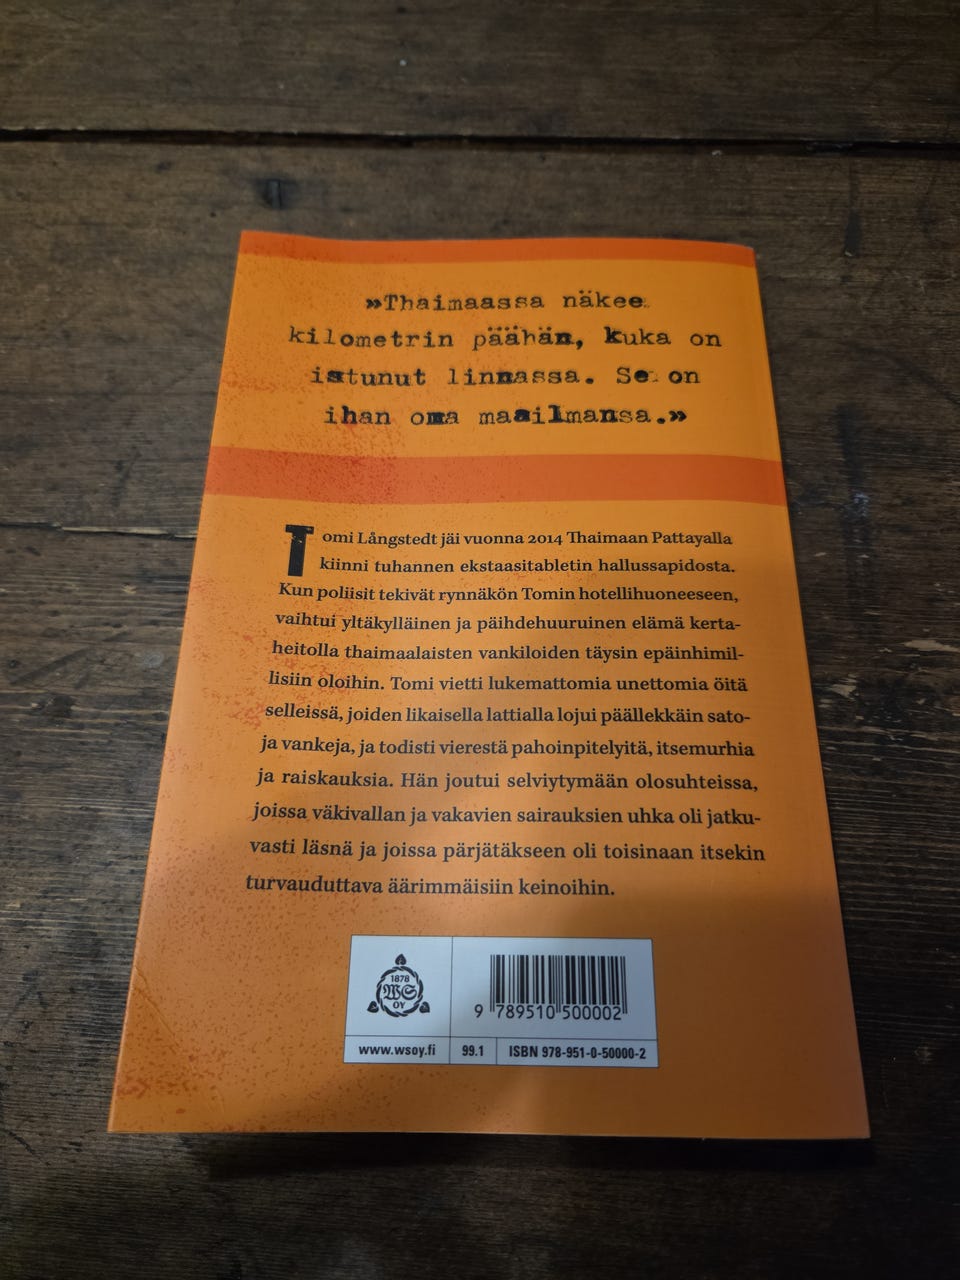 »Thaimaassa näkee
kilometrin päähän, kuka on
istunut linnassa. Se on
ihan oma maailmansa.»
Tomi Långstedt jäi vuonna 2014 Thaimaan Pattayalla
kiinni tuhannen ekstaasitabletin hallussapidosta.
Kun poliisit tekivät rynnäkön Tomin hotellihuoneeseen,
vaihtui yltäkylläinen ja päihdehuuruinen elämä kerta-
heitolla thaimaalaisten vankiloiden täysin epäinhimil-
lisiin oloihin. Tomi vietti lukemattomia unettomia öitä
selleissä, joiden likaisella lattialla lojui päällekkäin sato-
ja vankeja, ja todisti vierestä pahoinpitelyitä, itsemurhia
ja raiskauksia. Hän joutui selviytymään olosuhteissa,
joissa väkivallan ja vakavien sairauksien uhka oli jatku-
vasti läsnä ja joissa pärjätäkseen oli toisinaan itsekin
turvauduttava äärimmäisiin keinoihin.
1878
WS
OY
9 789510 500002
www.wsoy.fi
99.1
ISBN 978-951-0-50000-2